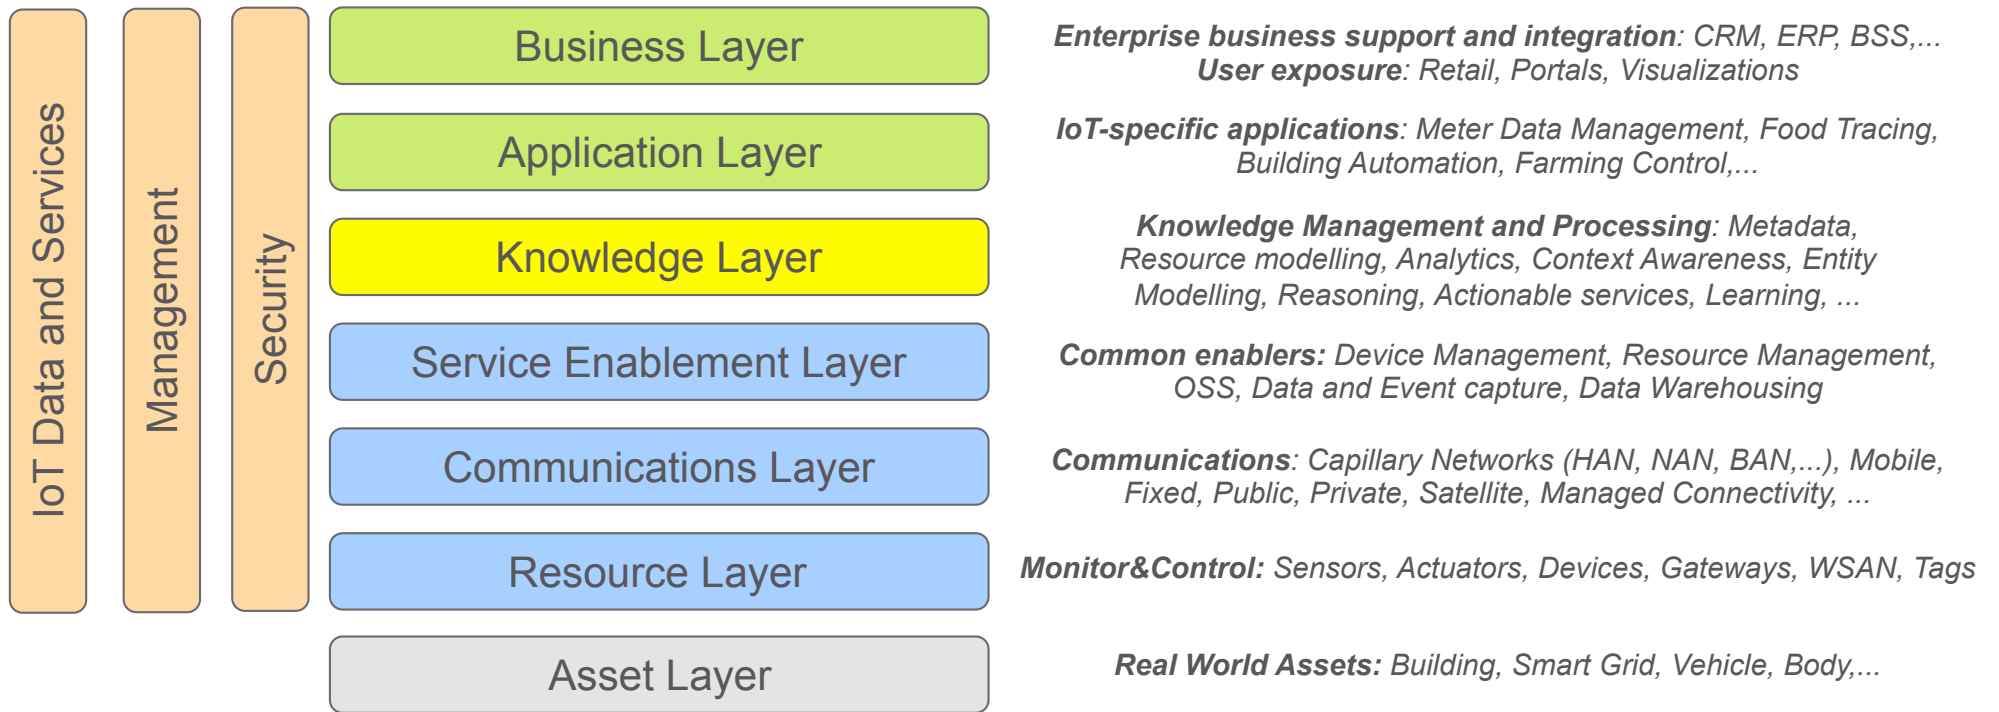 IoT Data and Services
Management
Security
Business Layer
Enterprise business support and integration: CRM, ERP, BSS,...
User exposure: Retail, Portals, Visualizations
Application Layer
IoT-specific applications: Meter Data Management, Food Tracing,
Building Automation, Farming Control,...
Knowledge Layer
Knowledge Management and Processing: Metadata,
Resource modelling, Analytics, Context Awareness, Entity
Modelling, Reasoning, Actionable services, Learning, ...
Service Enablement Layer
Common enablers: Device Management, Resource Management,
OSS, Data and Event capture, Data Warehousing
Communications Layer
Communications: Capillary Networks (HAN, NAN, BAN,...), Mobile,
Fixed, Public, Private, Satellite, Managed Connectivity, ...
Resource Layer
Monitor&Control: Sensors, Actuators, Devices, Gateways, WSAN, Tags
Asset Layer
Real World Assets: Building, Smart Grid, Vehicle, Body,...